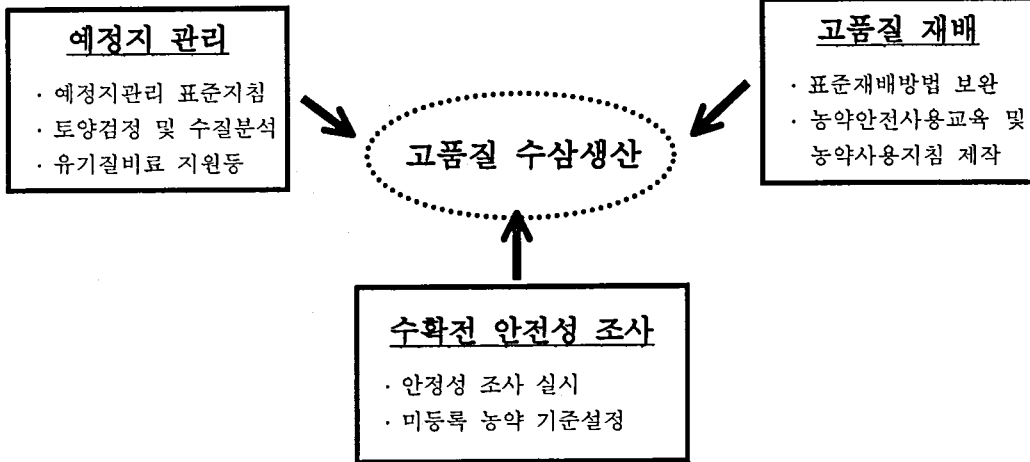 예정지 관리
· 예정지관리 표준지침
· 토양검정 및 수질분석
· 유기질비료 지원등
고품질 재배
· 표준재배방법 보완
· 농약안전사용교육 및
농약사용지침 제작
고품질 수삼생산
수확전 안전성 조사
· 안정성 조사 실시
· 미등록 농약 기준설정